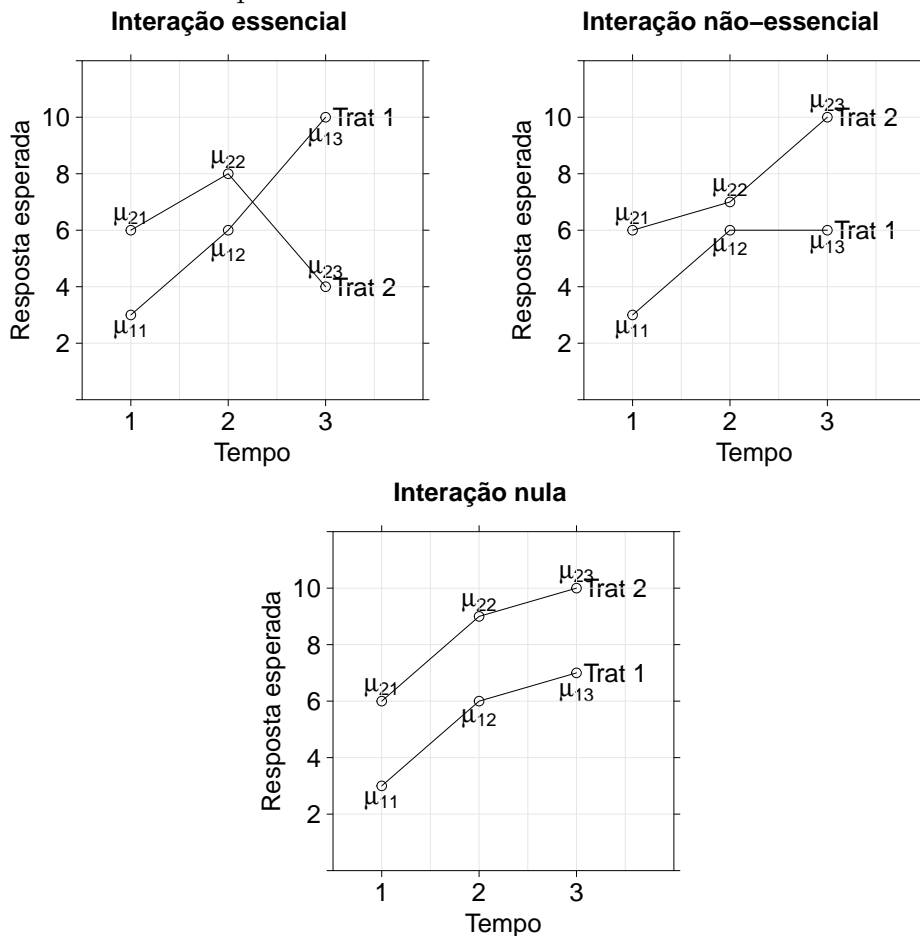 Interação essencial
Resposta esperada
10
8
6
4
2
μ21
μ22
μ23
μ11
μ12
μ13
Trat 1
Trat 2
1 2 3
Tempo
Interação não-essencial
Resposta esperada
10
8
6
4
2
μ21
μ22
μ23
μ11
μ12
μ13
Trat 2
Trat 1
1 2 3
Tempo
Interação nula
Resposta esperada
10
8
6
4
2
μ21
μ22
μ23
μ11
μ12
μ13
Trat 2
Trat 1
1 2 3
Tempo